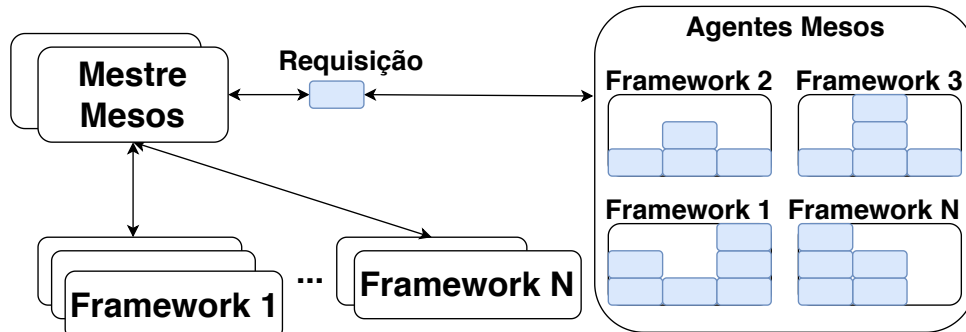 Mestre
Mesos
Requisição
Agentes Mesos
Framework 2
Framework 3
Framework 1
Framework N
Framework 1
...
Framework N